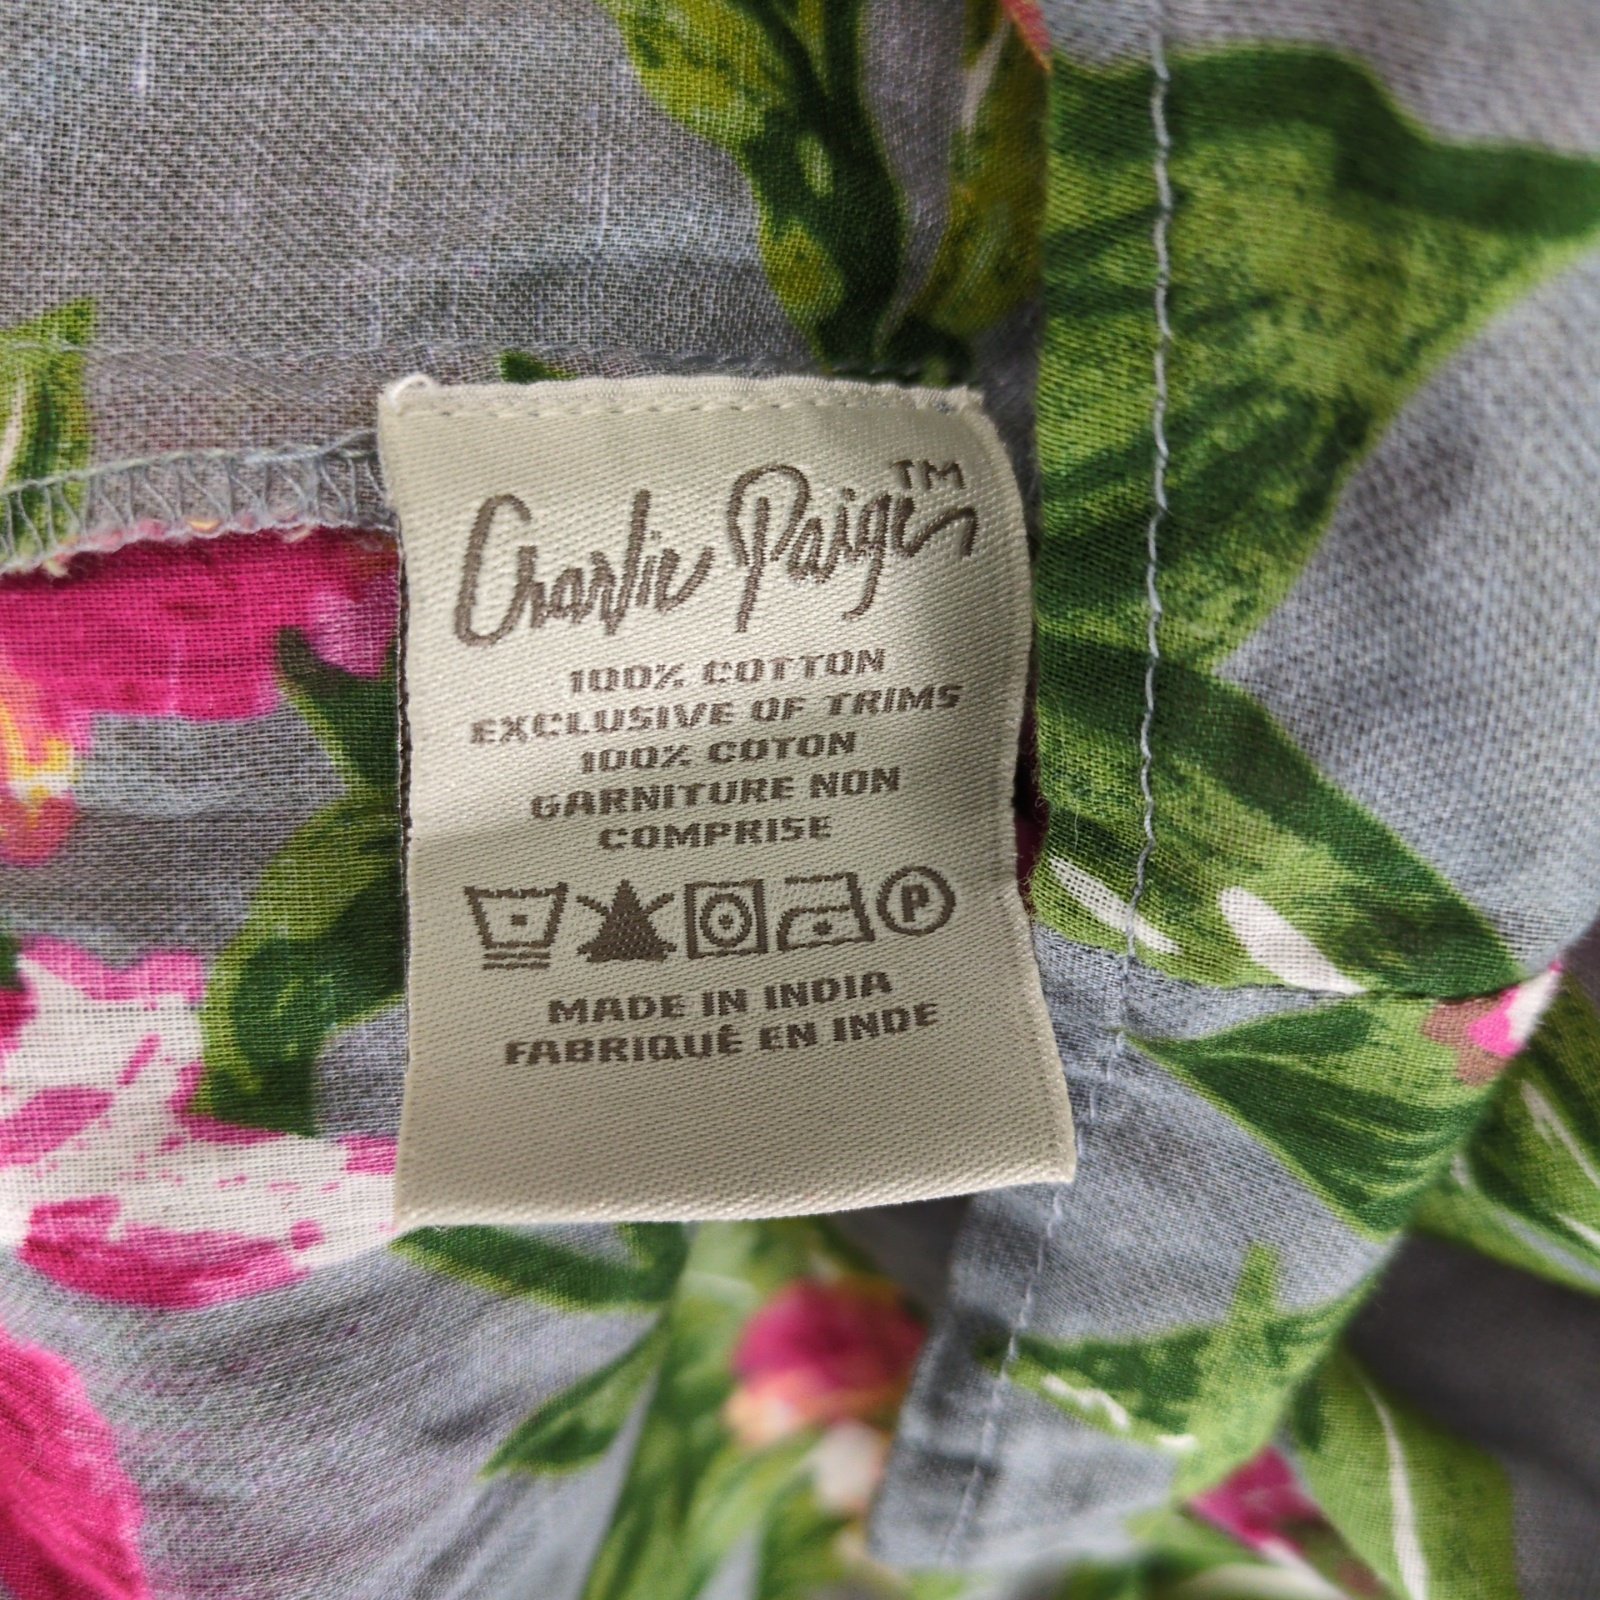 Charlie Paige™
100% COTTON
EXCLUSIVE OF TRIMS
100% COTON
GARNITURE NON
COMPRISE
P
MADE IN INDIA
FABRIQUÉ EN INDE